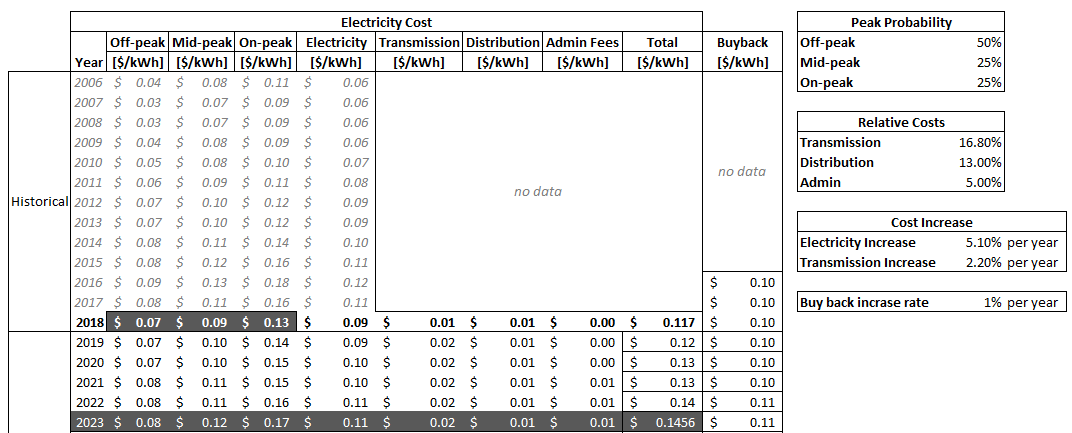 Electricity Cost
Off-peak Mid-peak On-peak Electricity Transmission Distribution Admin Fees Total Buyback
Year [$/kWh] [$/kWh] [$/kWh] [$/kWh] [$/kWh] [$/kWh] [$/kWh] [$/kWh] [$/kWh]
2006 $ 0.04 $ 0.08 $ 0.11 $ 0.06
2007 $ 0.03 $ 0.07 $ 0.09 $ 0.06
2008 $ 0.03 $ 0.07 $ 0.09 $ 0.06
2009 $ 0.04 $ 0.08 $ 0.09 $ 0.06
2010 $ 0.05 $ 0.08 $ 0.10 $ 0.07
no data
2011 $ 0.06 $ 0.09 $ 0.11 $ 0.08
no data
Historical 2012 $ 0.07 $ 0.10 $ 0.12 $ 0.09
2013 $ 0.07 $ 0.10 $ 0.12 $ 0.09
2014 $ 0.08 $ 0.11 $ 0.14 $ 0.10
2015 $ 0.08 $ 0.12 $ 0.16 $ 0.11
2016 $ 0.09 $ 0.13 $ 0.18 $ 0.12 $ 0.10
2017 $ 0.08 $ 0.11 $ 0.16 $ 0.11 $ 0.10
2018 $ 0.07 $ 0.09 $ 0.13 $ 0.09 $ 0.01 $ 0.01 $ 0.00 $ 0.117 $ 0.10
2019 $ 0.07 $ 0.10 $ 0.14 $ 0.09 $ 0.02 $ 0.01 $ 0.00 $ 0.12 $ 0.10
2020 $ 0.07 $ 0.10 $ 0.15 $ 0.10 $ 0.02 $ 0.01 $ 0.00 $ 0.13 $ 0.10
2021 $ 0.08 $ 0.11 $ 0.15 $ 0.10 $ 0.02 $ 0.01 $ 0.01 $ 0.13 $ 0.10
2022 $ 0.08 $ 0.11 $ 0.16 $ 0.11 $ 0.02 $ 0.01 $ 0.01 $ 0.14 $ 0.11
2023 $ 0.08 $ 0.12 $ 0.17 $ 0.11 $ 0.02 $ 0.01 $ 0.01 $ 0.1456 $ 0.11
Peak Probability
Off-peak 50%
Mid-peak 25%
On-peak 25%
Relative Costs
Transmission 16.80%
Distribution 13.00%
Admin 5.00%
Cost Increase
Electricity Increase 5.10% per year
Transmission Increase 2.20% per year
Buy back incrase rate 1% per year